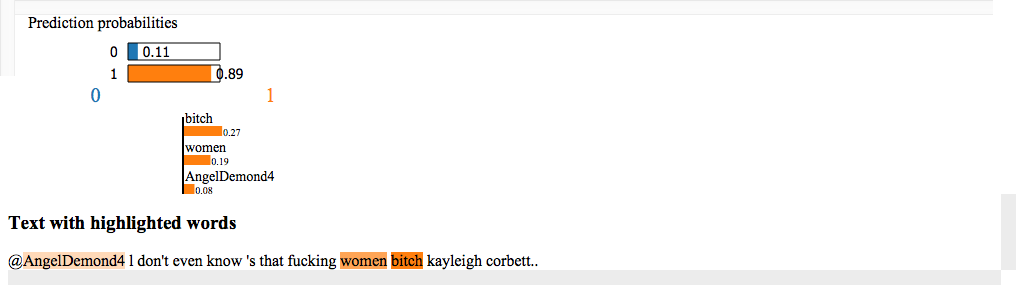 Prediction probabilities
0 0.11
1 0.89
0 1
bitch
0.27
women
0.19
AngelDemond4
0.08
Text with highlighted words
@AngelDemond4 I don't even know 's that fucking women bitch kayleigh corbett..